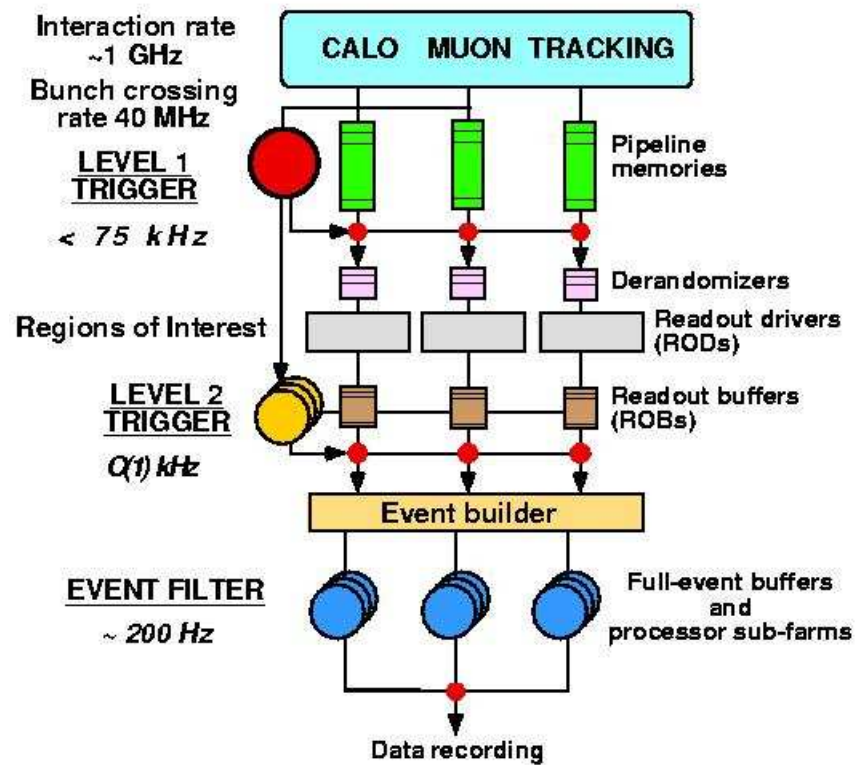 Interaction rate
~1 GHz
CALO MUON TRACKING
Bunch crossing
rate 40 MHz
LEVEL 1
TRIGGER
< 75 kHz
Pipeline
memories
Derandomizers
Regions of Interest
Readout drivers
(RODs)
LEVEL 2
TRIGGER
O(1) kHz
Readout buffers
(ROBs)
Event builder
EVENT FILTER
~ 200 Hz
Full-event buffers
and
processor sub-farms
Data recording